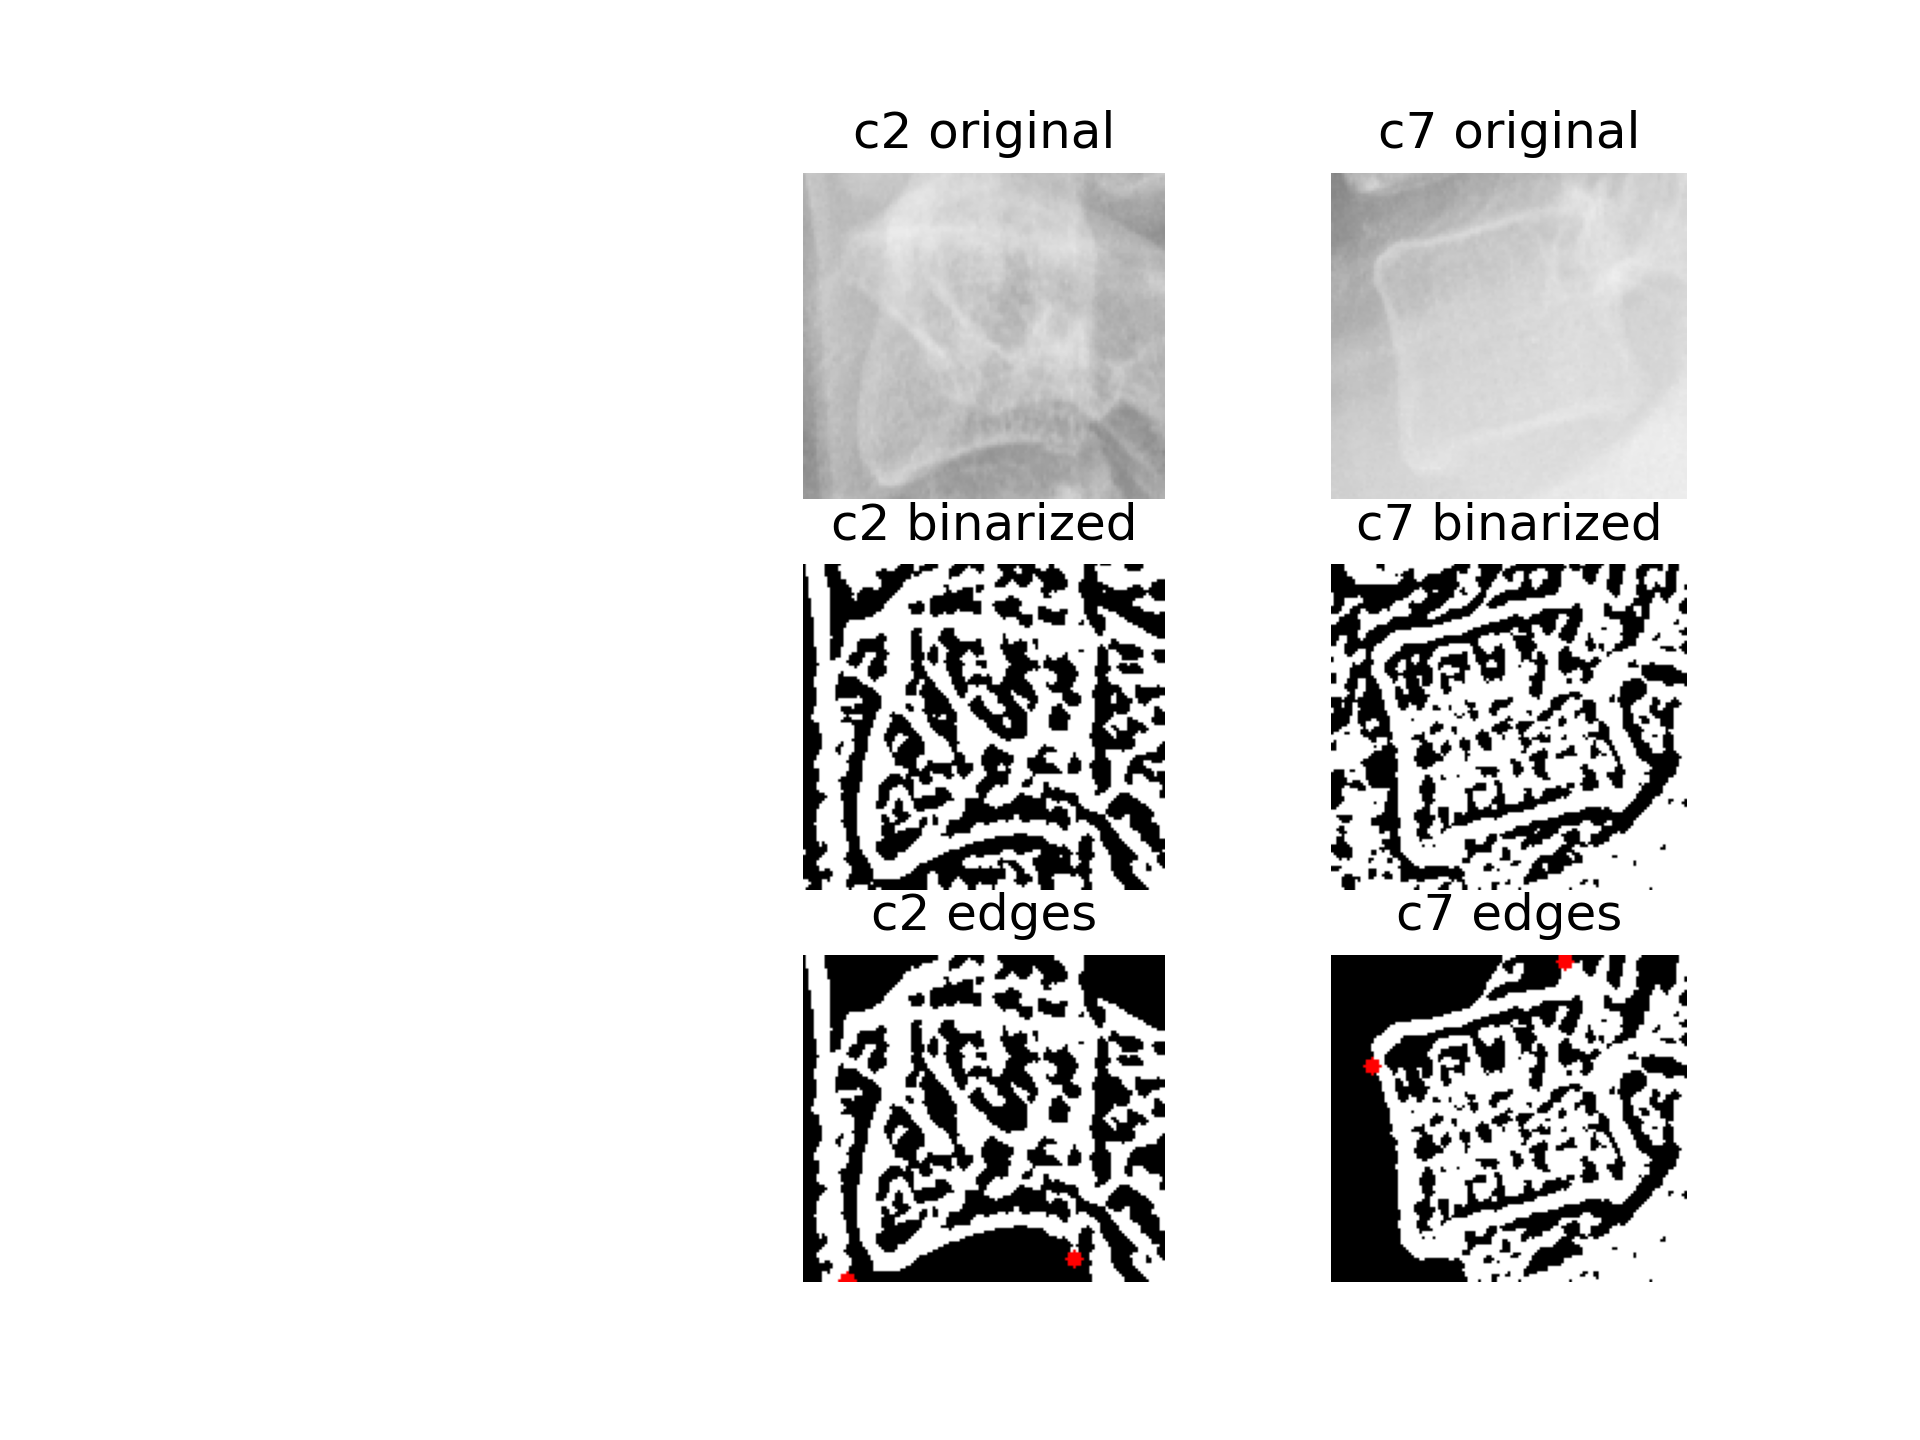 c2 original
c7 original
c2 binarized
c7 binarized
c2 edges
c7 edges